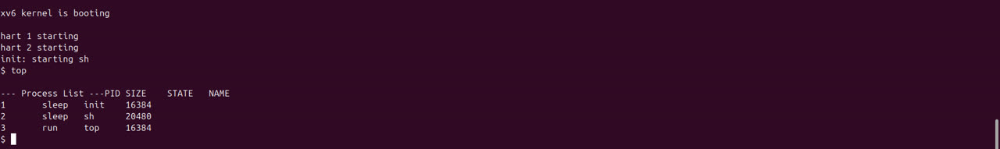 xv6 kernel is booting
hart 1 starting
hart 2 starting
init: starting sh
$ top
--- Process List ---PID SIZE    STATE   NAME
1       sleep   init    16384
2       sleep   sh      20480
3       run     top     16384
$